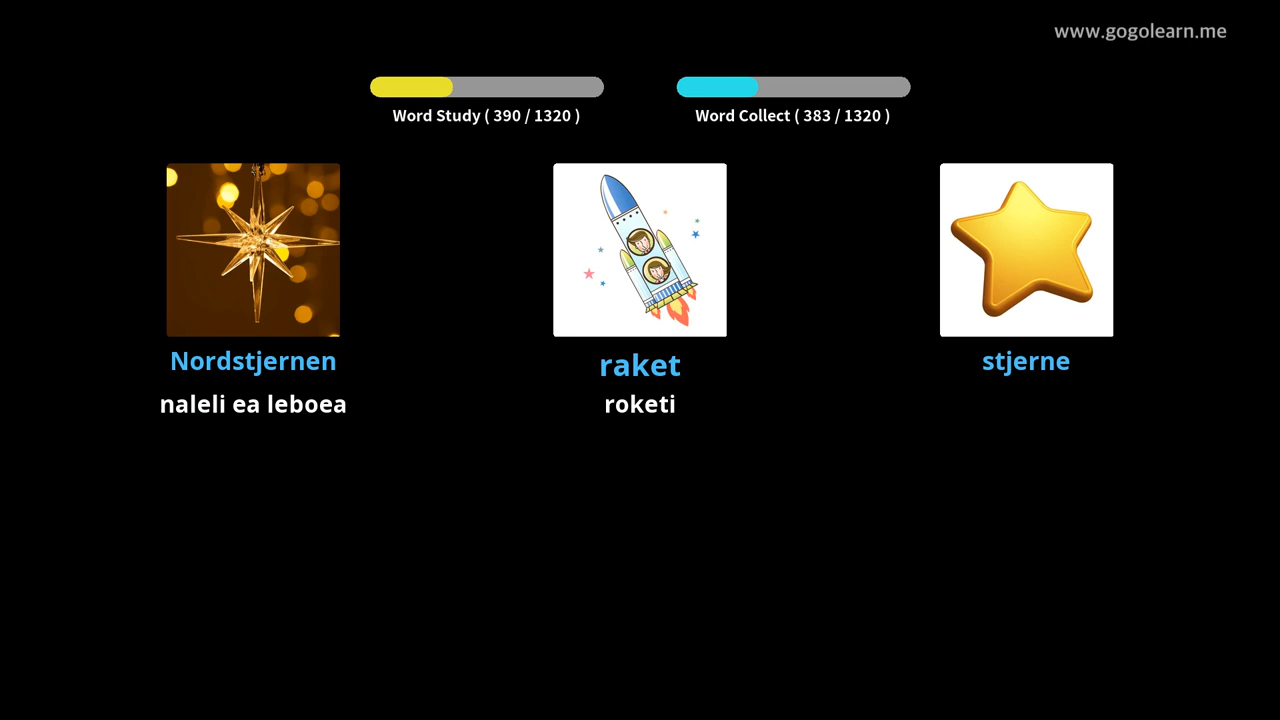 www.gogolearn.me
Word Study ( 390 / 1320 )
Word Collect ( 383 / 1320 )
Nordstjernen
naleli ea leboea
raket
roketi
stjerne